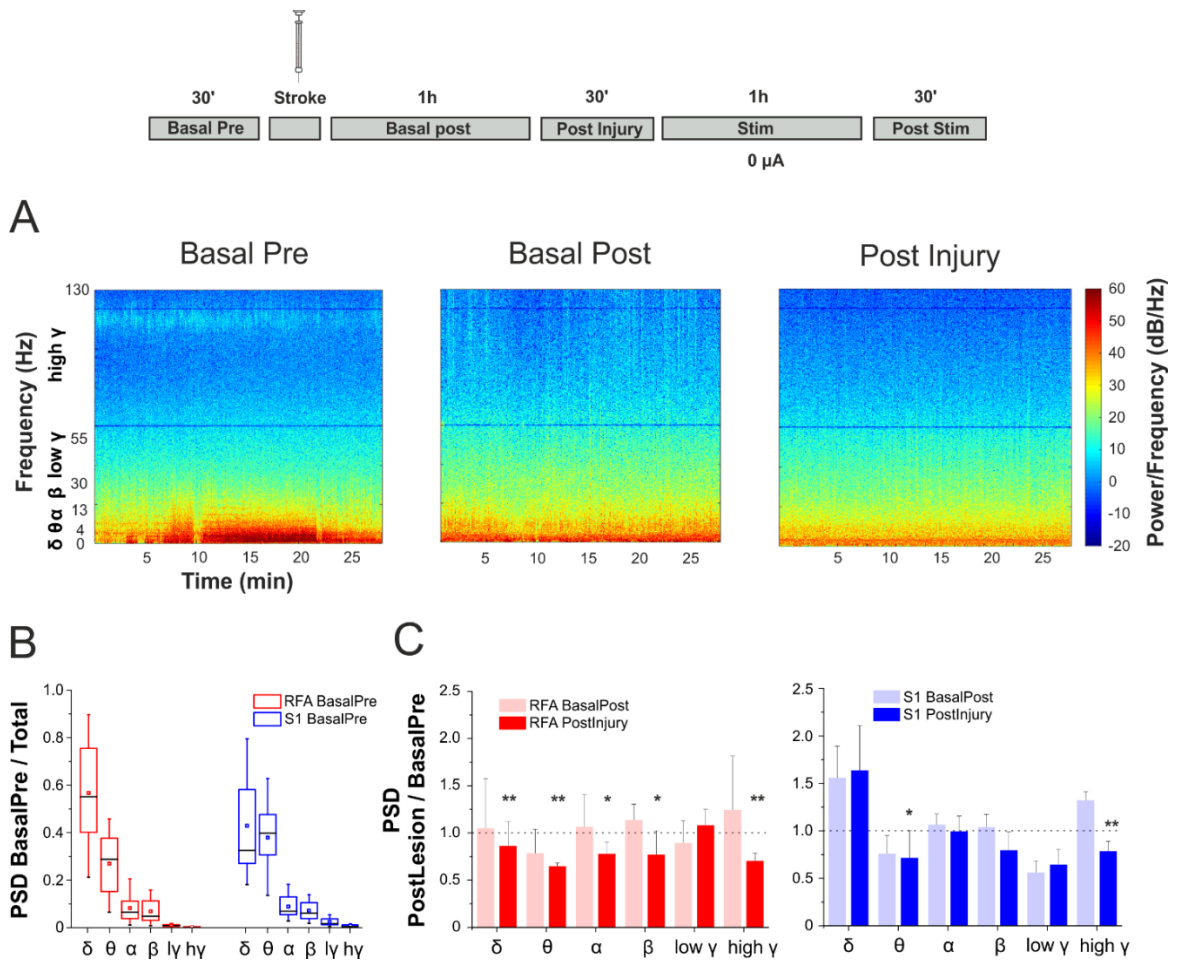 30' Stroke 1h 30' 1h 30'
Basal Pre Basal post Post Injury Stim Post Stim
0 µA
A
Basal Pre Basal Post Post Injury
130
55
30
13
4
0
Frequency (Hz)
δ θ α β low γ high γ
5 10 15 20 25
5 10 15 20 25
5 10 15 20 25
Time (min)
60
50
40
30
20
10
0
-10
-20
Power/Frequency (dB/Hz)
B
PSD BasalPre / Total
1.0
0.8
0.6
0.4
0.2
0.0
RFA BasalPre
S1 BasalPre
δ θ α β lγ hγ δ θ α β lγ hγ
C
PSD
PostLesion / BasalPre
2.5
2.0
1.5
1.0
0.5
0
RFA BasalPost
RFA PostInjury
** ** * * **
δ θ α β low γ high γ
2.5
2.0
1.5
1.0
0.5
0
S1 BasalPost
S1 PostInjury
* **
δ θ α β low γ high γ